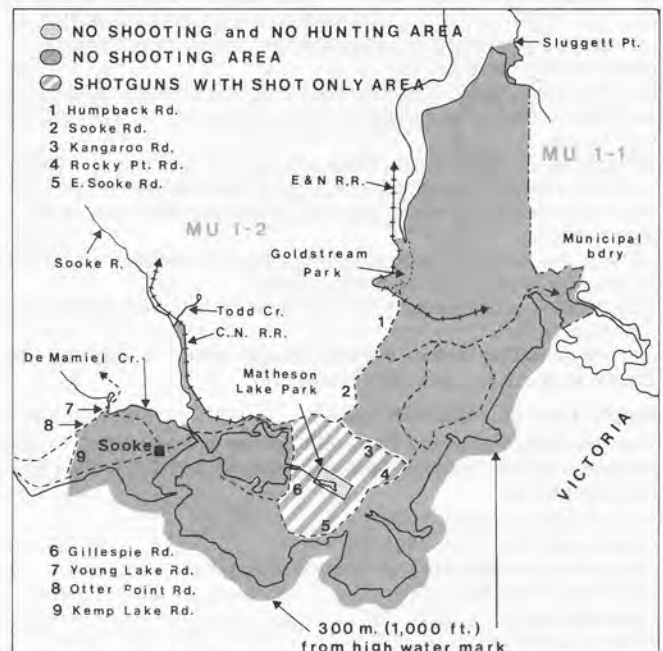 NO SHOOTING and NO HUNTING AREA
NO SHOOTING AREA
SHOTGUNS WITH SHOT ONLY AREA
1 Humpback Rd.
2 Sooke Rd.
3 Kangaroo Rd.
4 Rocky Pt. Rd.
5 E. Sooke Rd.
Sluggett Pt.
MU 1-1
E & N R.R.
MU 1-2
Sooke R.
Goldstream
Park
Municipal
bdry
Todd Cr.
C.N. R.R.
1
De Mamiel Cr.
Matheson
Lake Park
2
7
8
Sooke
9
3
4
6
5
VICTORIA
6 Gillespie Rd.
7 Young Lake Rd.
8 Otter Point Rd.
9 Kemp Lake Rd.
300 m. (1,000 ft.)
from high water mark